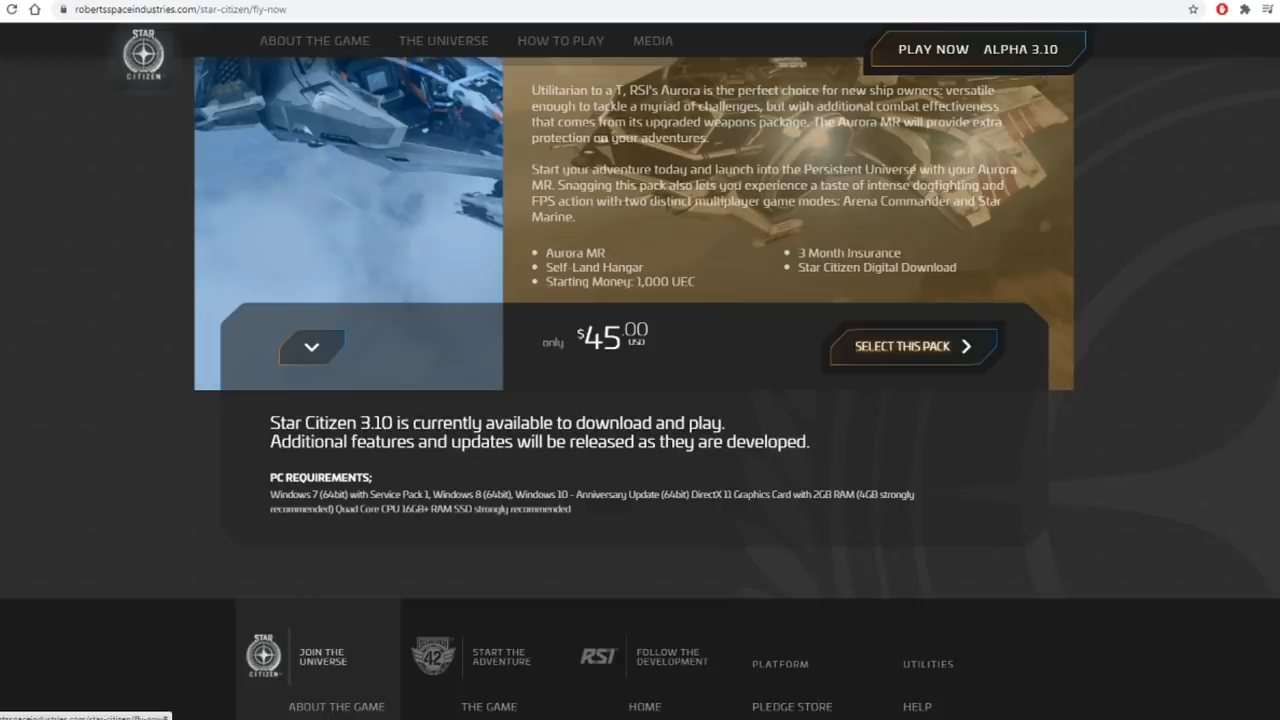 robertsspaceindustries.com/star-citizen/fly-now
STAR CITIZEN
ABOUT THE GAME
THE UNIVERSE
HOW TO PLAY
MEDIA
PLAY NOW ALPHA 3.10
Utilitarian to a T, RSI's Aurora is the perfect choice for new ship owners: versatile
enough to tackle a myriad of challenges, but with additional combat effectiveness
that comes from its upgraded weapons package. The Aurora MR will provide extra
protection on your adventures.
Start your adventure today and launch into the Persistent Universe with your Aurora
MR. Snagging this pack also lets you experience a taste of intense dogfighting and
FPS action with two distinct multiplayer game modes: Arena Commander and Star
Marine.
Aurora MR
Self-Land Hangar
Starting Money: 1,000 UEC
3 Month Insurance
Star Citizen Digital Download
only $45.00 USD
SELECT THIS PACK
Star Citizen 3.10 is currently available to download and play.
Additional features and updates will be released as they are developed.
PC REQUIREMENTS;
Windows 7 (64bit) with Service Pack 1, Windows 8 (64bit), Windows 10 - Anniversary Update (64bit) DirectX 11 Graphics Card with 2GB RAM (4GB strongly
recommended) Quad Core CPU 16GB+ RAM SSD strongly recommended
STAR CITIZEN
JOIN THE
UNIVERSE
42
START THE
ADVENTURE
RSI
FOLLOW THE
DEVELOPMENT
PLATFORM
UTILITIES
ABOUT THE GAME
THE GAME
HOME
PLEDGE STORE
HELP